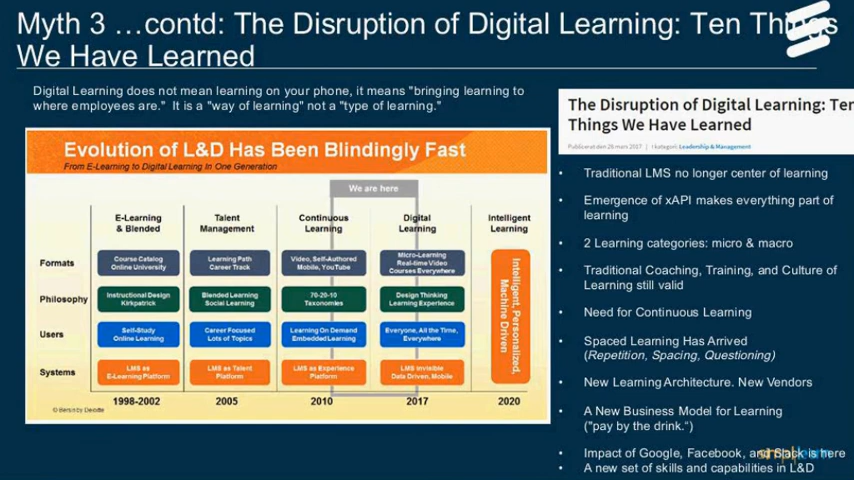 Myth 3 …contd: The Disruption of Digital Learning: Ten Things
We Have Learned
Digital Learning does not mean learning on your phone, it means "bringing learning to
where employees are." It is a "way of learning" not a "type of learning."
Evolution of L&D Has Been Blindingly Fast
From E-Learning to Digital Learning In One Generation
We are here
E-Learning
& Blended
Talent
Management
Continuous
Learning
Digital
Learning
Intelligent
Learning
Formats
Course Catalog
Online University
Learning Path
Career Track
Video, Self-Authored
Mobile, YouTube
Micro-Learning
Real-time Video
Courses Everywhere
Philosophy
Instructional Design
Kirkpatrick
Blended Learning
Social Learning
70-20-10
Taxonomies
Design Thinking
Learning Experience
Users
Self-Study
Online Learning
Career Focused
Lots of Topics
Learning On Demand
Embedded Learning
Everyone, All the Time,
Everywhere
Systems
LMS as
E-Learning Platform
LMS as Talent
Platform
LMS as Experience
Platform
LMS Invisible
Data Driven, Mobile
Intelligent, Personalized,
Machine Driven
1998-2002
2005
2010
2017
2020
© Bersin by Deloitte
The Disruption of Digital Learning: Ten
Things We Have Learned
Publicerat den 28 mars 2017 | I kategori: Leadership & Management
• Traditional LMS no longer center of learning
• Emergence of xAPI makes everything part of
learning
• 2 Learning categories: micro & macro
• Traditional Coaching, Training, and Culture of
Learning still valid
• Need for Continuous Learning
• Spaced Learning Has Arrived
(Repetition, Spacing, Questioning)
• New Learning Architecture. New Vendors
• A New Business Model for Learning
("pay by the drink.")
• Impact of Google, Facebook, and Slack is here
• A new set of skills and capabilities in L&D